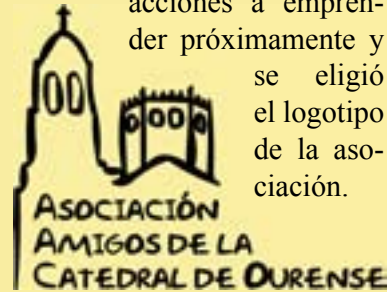 acciones a empren-
der próximamente y
se eligió
el logotipo
de la aso-
ciación.
ASOCIACIÓN
AMIGOS DE LA
CATEDRAL DE OURENSE